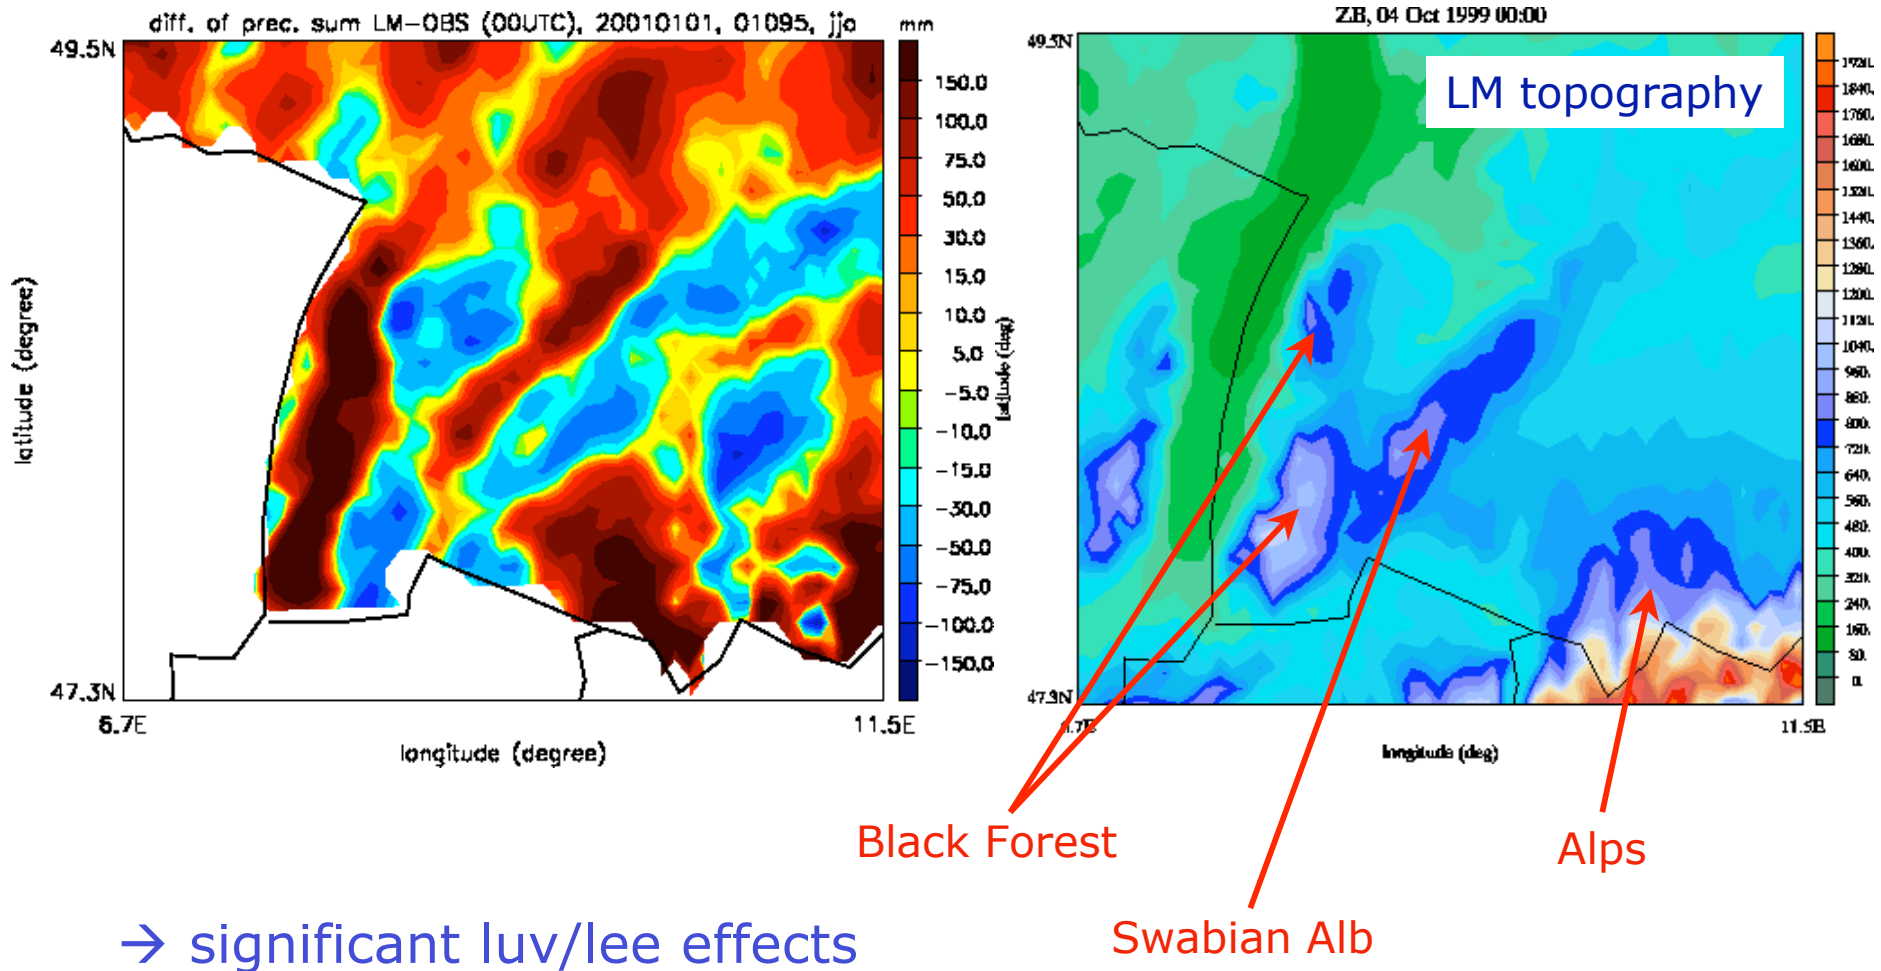 diff. of prec. sum LM-OBS (00UTC), 20010101, 01095, jja mm
49.5N
47.3N
6.7E
11.5E
latitude (degree)
longitude (degree)
150.0
100.0
75.0
50.0
30.0
15.0
10.0
5.0
-5.0
-10.0
-15.0
-30.0
-50.0
-75.0
-100.0
-150.0
ZB, 04 Oct 1999 00:00
LM topography
49.5N
47.3N
11.5E
latitude (deg)
longitude (deg)
1920.
1840.
1760.
1680.
1600.
1520.
1440.
1360.
1280.
1200.
1120.
1040.
960.
880.
800.
720.
640.
560.
480.
400.
320.
240.
160.
80.
0.
Black Forest
Alps
Swabian Alb
→ significant luv/lee effects